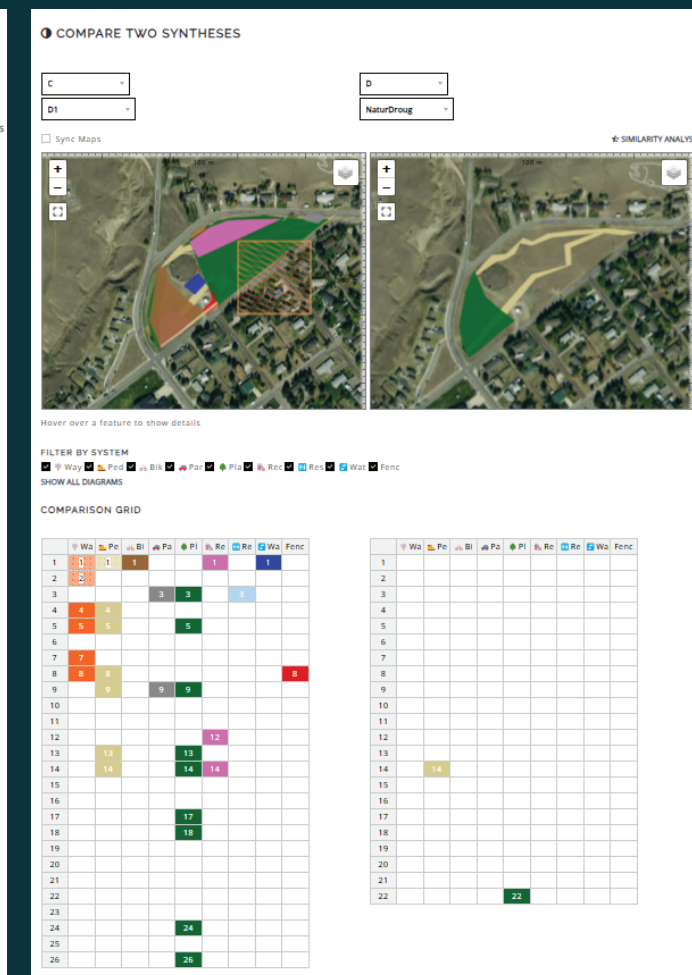 COMPARE TWO SYNTHESES
C
D
D1
NaturDroug
Sync Maps
SIMILARITY ANALYS
+
−
100 m
+
−
100 m
Hover over a feature to show details
FILTER BY SYSTEM
Way Ped Bik Par Pla Rec Res Wat Fenc
SHOW ALL DIAGRAMS
COMPARISON GRID
Wa Pe Bi Pa Pl Re Re Wa Fenc
1 1 1 1 1 1
2 2
3 3 3 3
4 4 4
5 5 5 5
6
7 7
8 8 8 8
9 9 9 9
10
11
12 12
13 13 13
14 14 14 14
15
16
17 17
18 18
19
20
21
22
23
24 24
25
26 26
Wa Pe Bi Pa Pl Re Re Wa Fenc
1
2
3
4
5
6
7
8
9
10
11
12
13
14 14
15
16
17
18
19
20
21
22 22